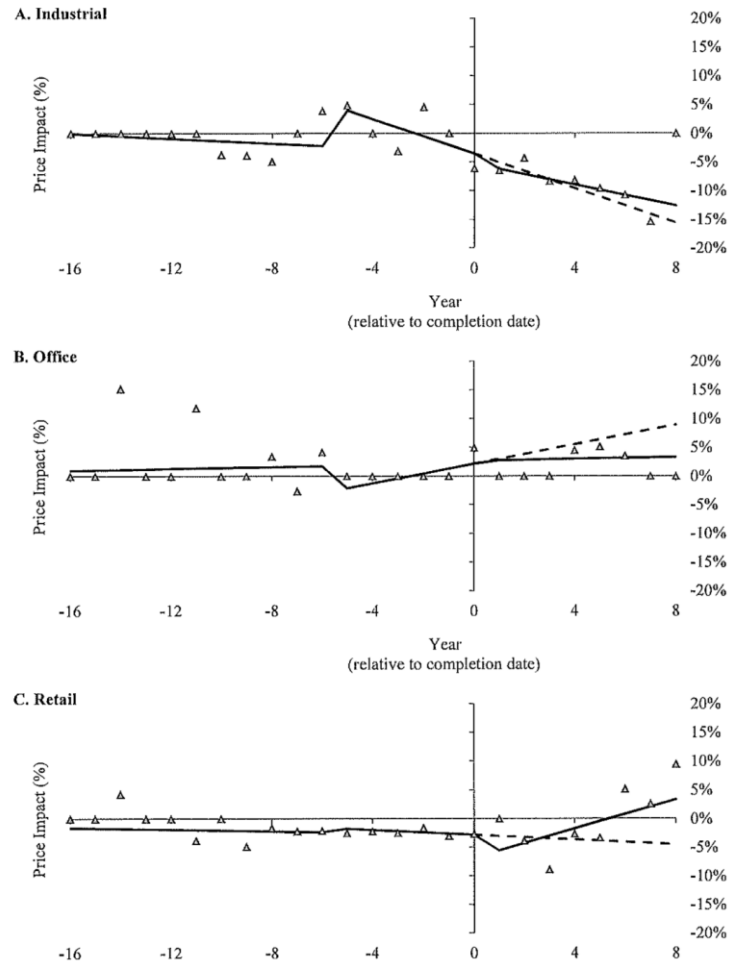 A. Industrial
20%
15%
10%
5%
0%
-5%
-10%
-15%
-20%
Price Impact (%)
-16 -12 -8 -4 0 4 8
Year
(relative to completion date)
B. Office
20%
15%
10%
5%
0%
-5%
-10%
-15%
-20%
Price Impact (%)
-16 -12 -8 -4 0 4 8
Year
(relative to completion date)
C. Retail
20%
15%
10%
5%
0%
-5%
-10%
-15%
-20%
Price Impact (%)
-16 -12 -8 -4 0 4 8